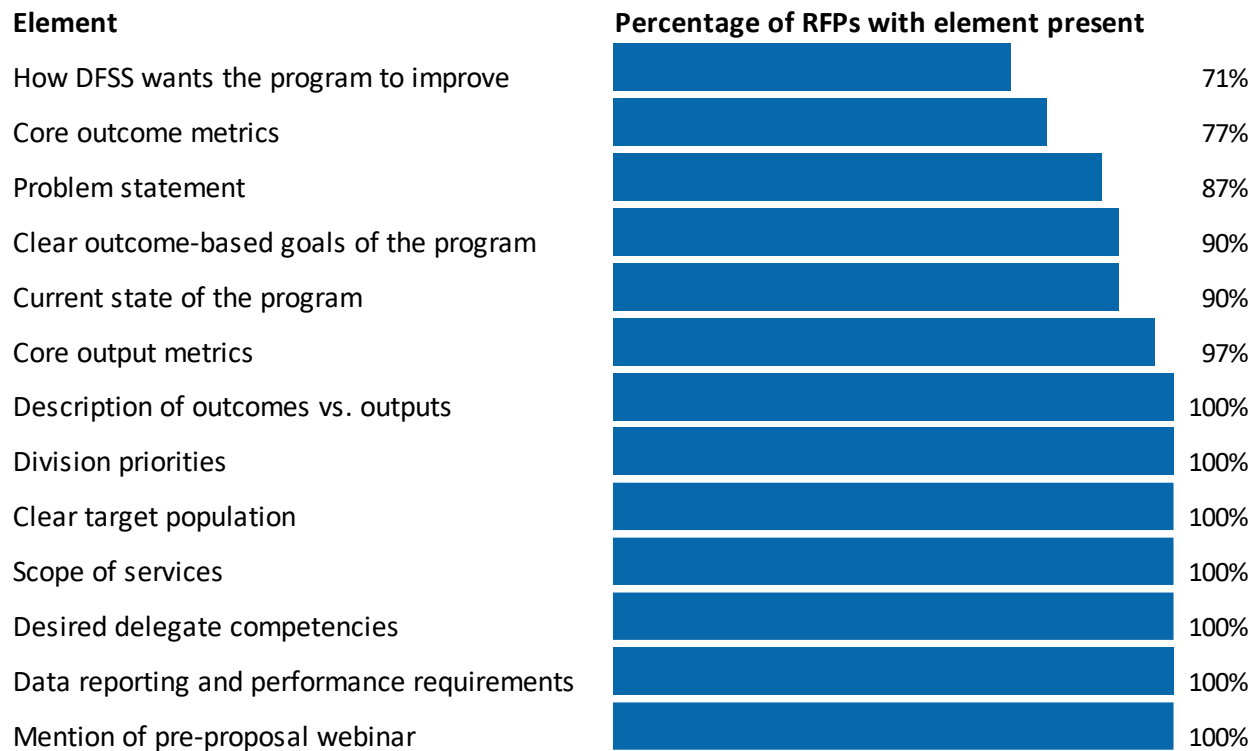 Element Percentage of RFPs with element present
How DFSS wants the program to improve 71%
Core outcome metrics 77%
Problem statement 87%
Clear outcome-based goals of the program 90%
Current state of the program 90%
Core output metrics 97%
Description of outcomes vs. outputs 100%
Division priorities 100%
Clear target population 100%
Scope of services 100%
Desired delegate competencies 100%
Data reporting and performance requirements 100%
Mention of pre-proposal webinar 100%